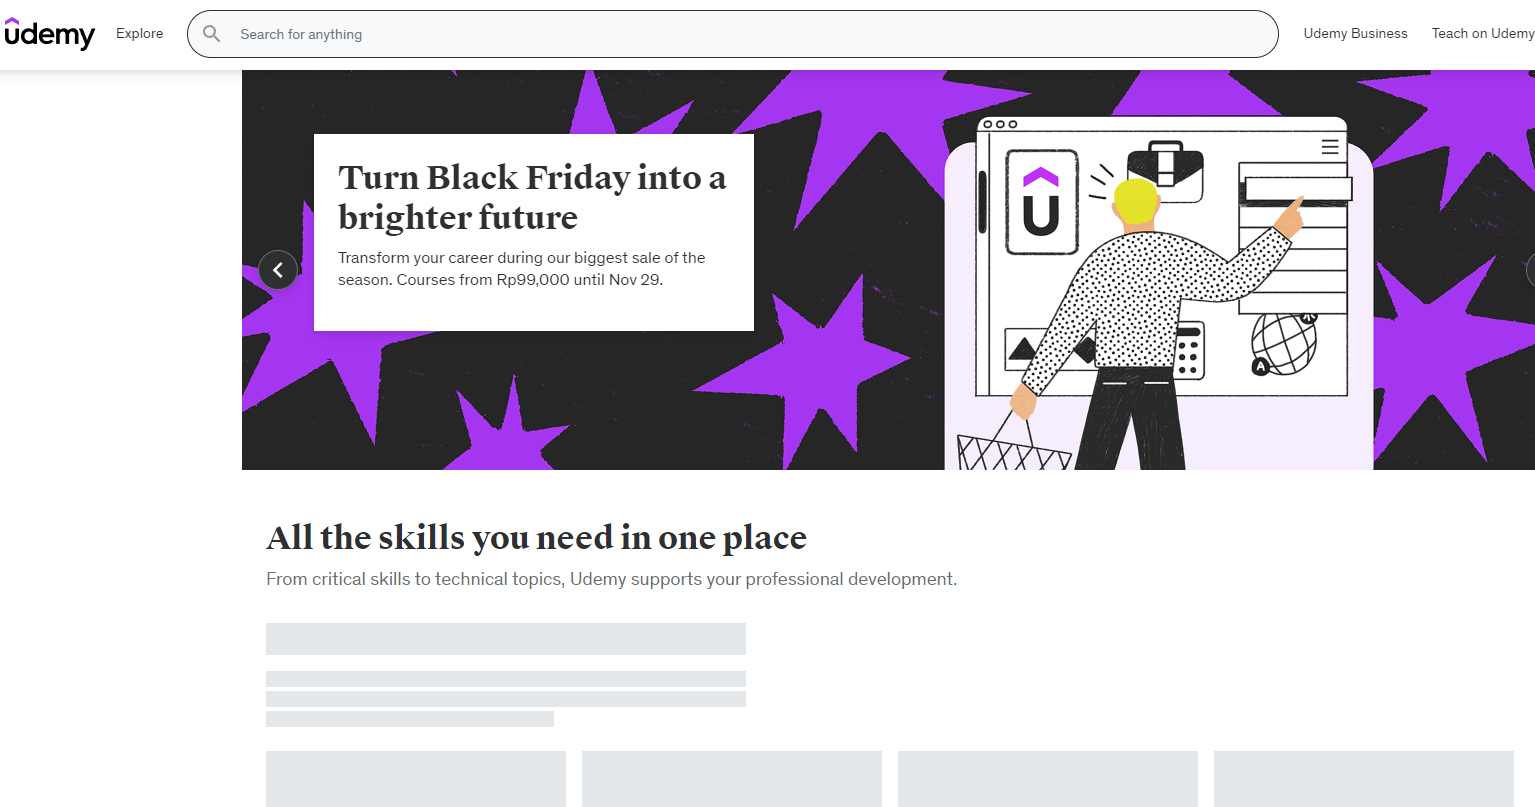 udemy
Explore
Search for anything
Udemy Business
Teach on Udemy
Turn Black Friday into a
brighter future
Transform your career during our biggest sale of the
season. Courses from Rp99,000 until Nov 29.
U
A
A
All the skills you need in one place
From critical skills to technical topics, Udemy supports your professional development.